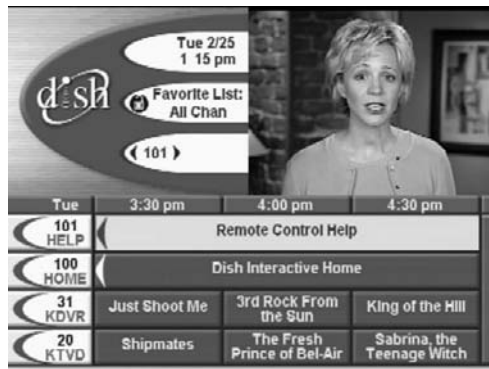 dish
Tue 2/25
1 15 pm
Favorite List:
All Chan
101
Tue 3:30 pm 4:00 pm 4:30 pm
101
HELP
Remote Control Help
100
HOME
Dish Interactive Home
31
KDVR
Just Shoot Me
3rd Rock From
the Sun
King of the Hill
20
KTVD
Shipmates
The Fresh
Prince of Bel-Air
Sabrina, the
Teenage Witch